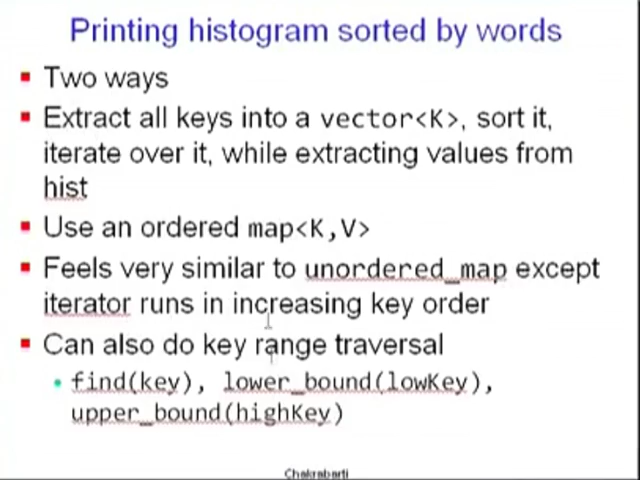 Printing histogram sorted by words
Two ways
Extract all keys into a vector<K>, sort it,
iterate over it, while extracting values from
hist
Use an ordered map<K,V>
Feels very similar to unordered_map except
iterator runs in increasing key order
Can also do key range traversal
find(key), lower_bound(lowKey),
upper_bound(highKey)
Chakrabarti